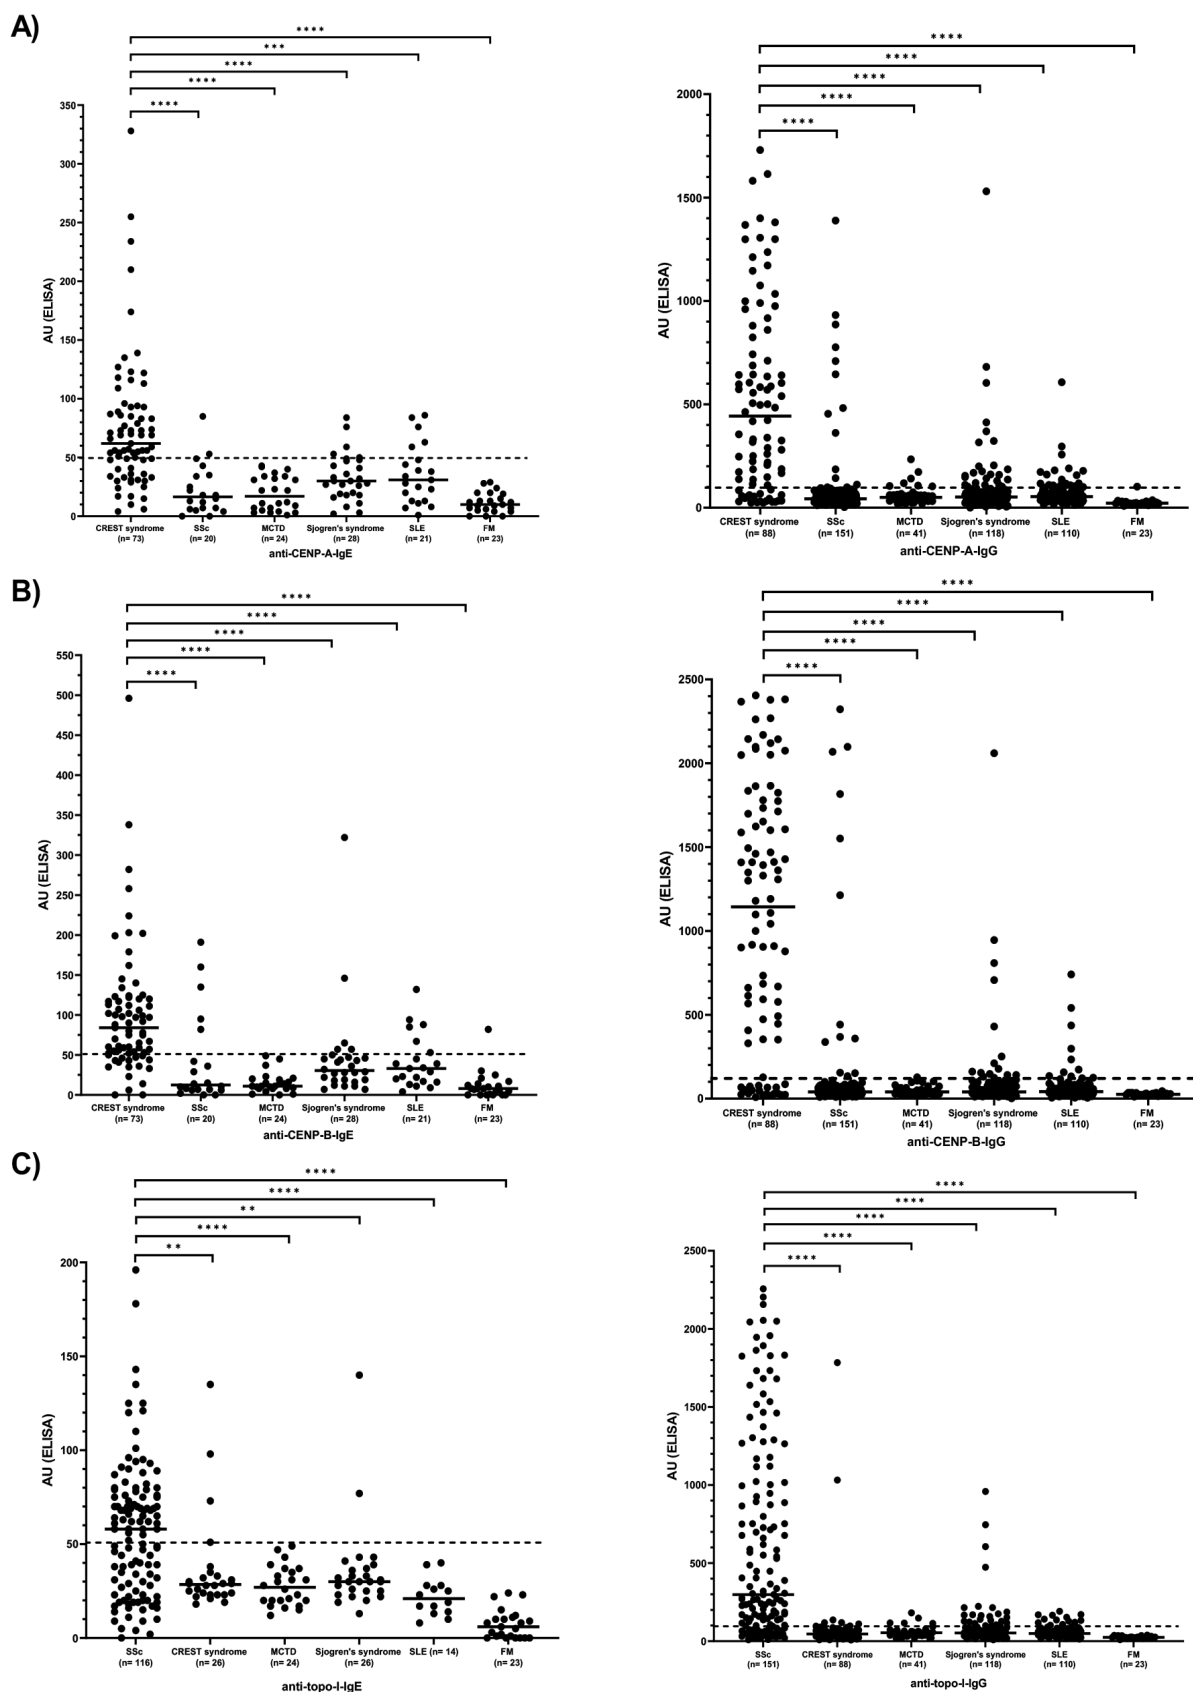 A)
****
***
****
****
****
350
300
250
200
150
100
50
0
AU (ELISA)
CREST syndrome
(n= 73)
SSc
(n= 20)
MCTD
(n= 24)
Sjogren's syndrome
(n= 28)
SLE
(n= 21)
FM
(n= 23)
anti-CENP-A-IgE
****
****
****
****
****
2000
1500
1000
500
0
AU (ELISA)
CREST syndrome
(n= 88)
SSc
(n= 151)
MCTD
(n= 41)
Sjogren's syndrome
(n= 118)
SLE
(n= 110)
FM
(n= 23)
anti-CENP-A-IgG
B)
****
****
****
****
****
550
500
450
400
350
300
250
200
150
100
50
0
AU (ELISA)
CREST syndrome
(n= 73)
SSc
(n= 20)
MCTD
(n= 24)
Sjogren's syndrome
(n= 28)
SLE
(n= 21)
FM
(n= 23)
anti-CENP-B-IgE
****
****
****
****
****
2500
2000
1500
1000
500
0
AU (ELISA)
CREST syndrome
(n= 88)
SSc
(n= 151)
MCTD
(n= 41)
Sjogren's syndrome
(n= 118)
SLE
(n= 110)
FM
(n= 23)
anti-CENP-B-IgG
C)
****
****
**
****
**
200
150
100
50
0
AU (ELISA)
SSc
(n= 116)
CREST syndrome
(n= 26)
MCTD
(n= 24)
Sjogren's syndrome
(n= 26)
SLE (n= 14)
FM
(n= 23)
anti-topo-I-IgE
****
****
****
****
****
2500
2000
1500
1000
500
0
AU (ELISA)
SSc
(n= 151)
CREST syndrome
(n= 88)
MCTD
(n= 41)
Sjogren's syndrome
(n= 118)
SLE
(n= 110)
FM
(n= 23)
anti-topo-I-IgG